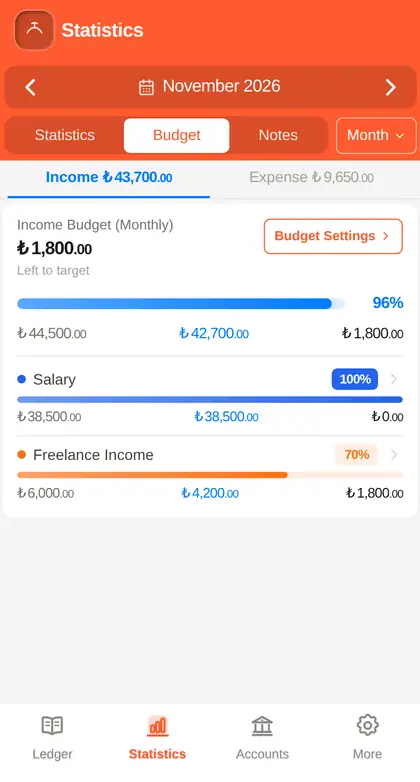 Statistics
November 2026
Statistics Budget Notes Month
Income ₺43,700.00 Expense ₺9,650.00
Income Budget (Monthly)
₺1,800.00
Left to target
Budget Settings
96%
₺44,500.00 ₺42,700.00 ₺1,800.00
Salary 100%
₺38,500.00 ₺38,500.00 ₺0.00
Freelance Income 70%
₺6,000.00 ₺4,200.00 ₺1,800.00
Ledger Statistics Accounts More